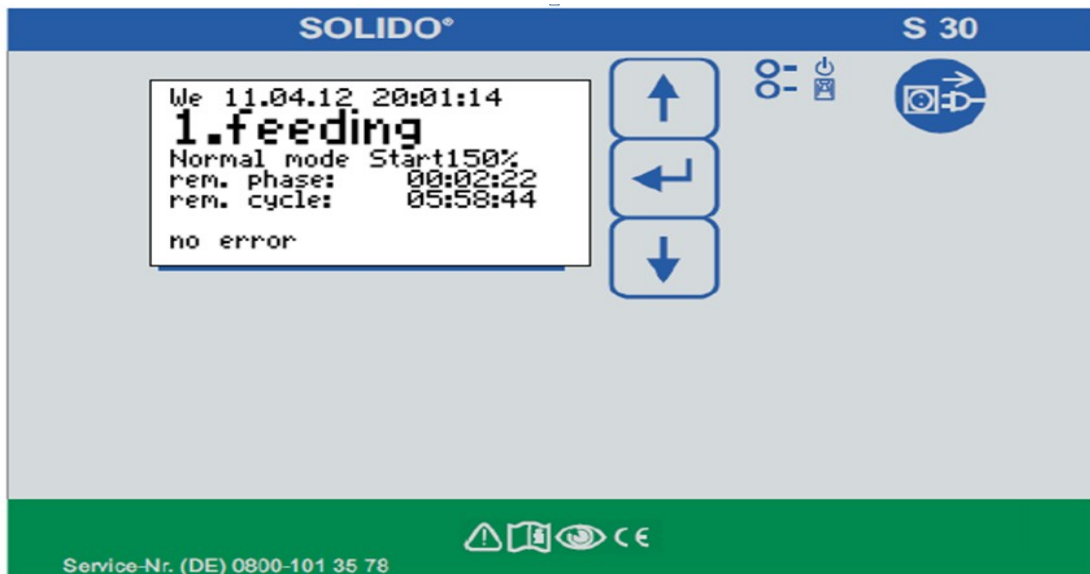 SOLIDO® S 30
We 11.04.12 20:01:14
1.feeding
Normal mode Start150%
rem. phase: 00:02:22
rem. cycle: 05:58:44
no error
CE
Service-Nr. (DE) 0800-101 35 78